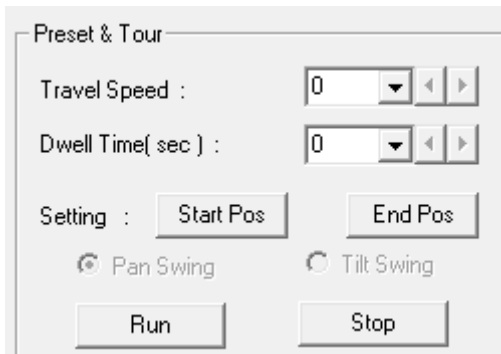 Preset & Tour
Travel Speed : 0
Dwell Time( sec ) : 0
Setting : Start Pos End Pos
Pan Swing Tilt Swing
Run Stop